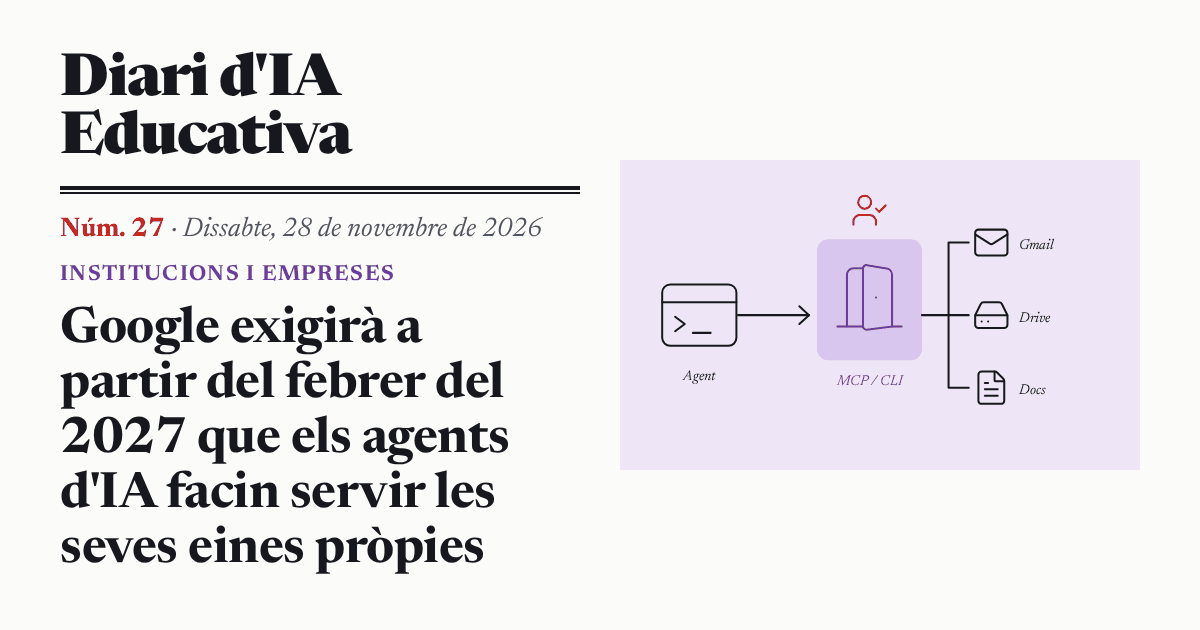 Diari d'IA
Educativa
Núm. 27 · Dissabte, 28 de novembre de 2026
INSTITUCIONS I EMPRESES
Google exigirà a
partir del febrer del
2027 que els agents
d'IA facin servir les
seves eines pròpies
Agent
MCP / CLI
Gmail
Drive
Docs